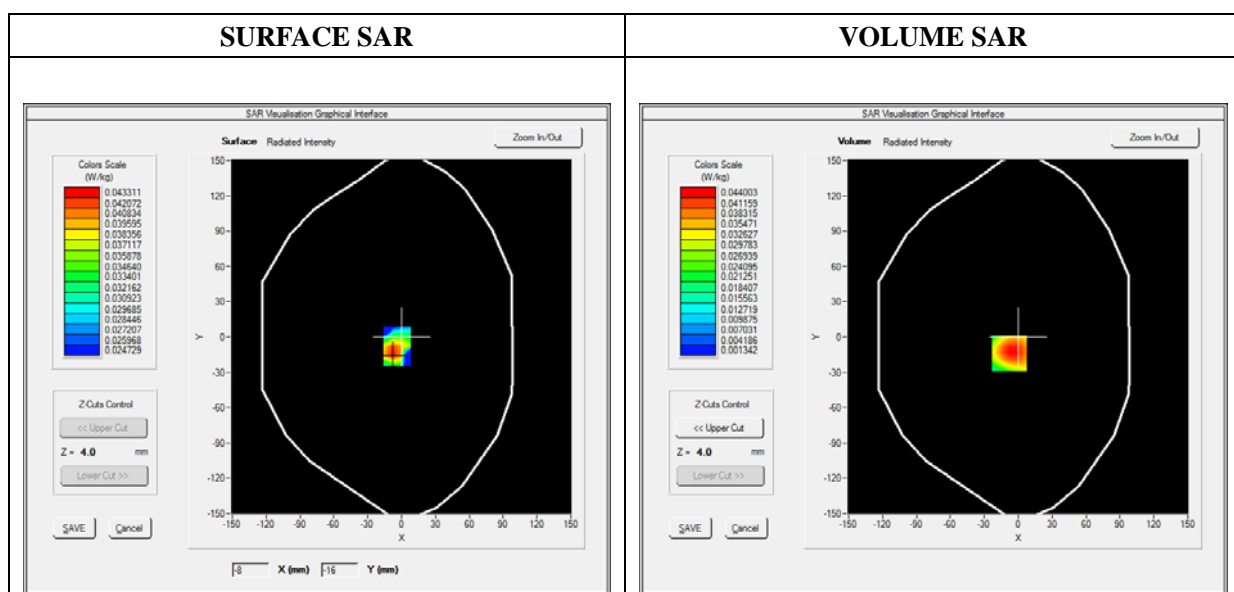 SURFACE SAR
VOLUME SAR
SAR Visualisation Graphical Interface
Surface Radiated Intensity
Zoom In/Out
Colors Scale
(W/kg)
0.043311
0.042072
0.040834
0.039595
0.038356
0.037117
0.035878
0.034640
0.033401
0.032162
0.030923
0.029685
0.028446
0.027207
0.025968
0.024729
Z-Cuts Control
<< Upper Cut
Z = 4.0 mm
Lower Cut >>
SAVE Cancel
150
120
90
60
30
0
-30
-60
-90
-120
-150
Y
-150 -120 -90 -60 -30 0 30 60 90 120 150
X
-8 X (mm) -16 Y (mm)
SAR Visualisation Graphical Interface
Volume Radiated Intensity
Zoom In/Out
Colors Scale
(W/kg)
0.044003
0.041159
0.038315
0.035471
0.032627
0.029783
0.026939
0.024095
0.021251
0.018407
0.015563
0.012719
0.009875
0.007031
0.004186
0.001342
Z-Cuts Control
<< Upper Cut
Z = 4.0 mm
Lower Cut >>
SAVE Cancel
150
120
90
60
30
0
-30
-60
-90
-120
-150
Y
-150 -120 -90 -60 -30 0 30 60 90 120 150
X